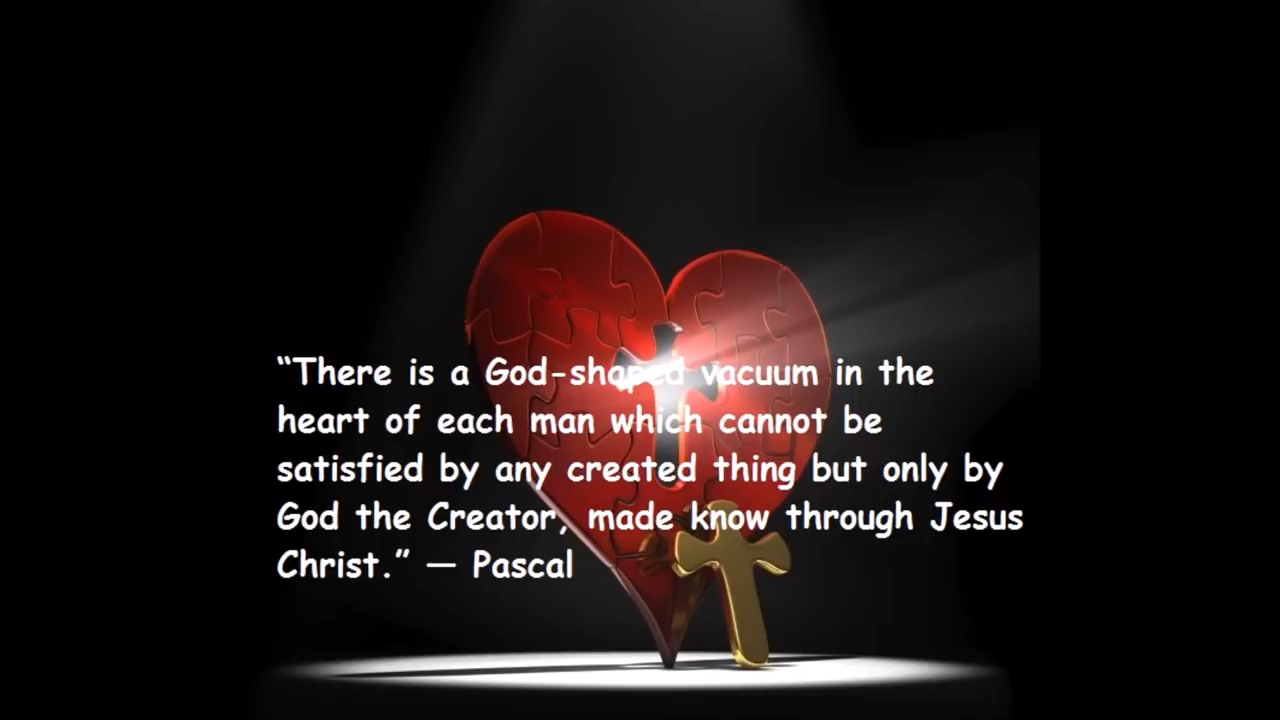 “There is a God-shaped vacuum in the
heart of each man which cannot be
satisfied by any created thing but only by
God the Creator, made know through Jesus
Christ.” — Pascal